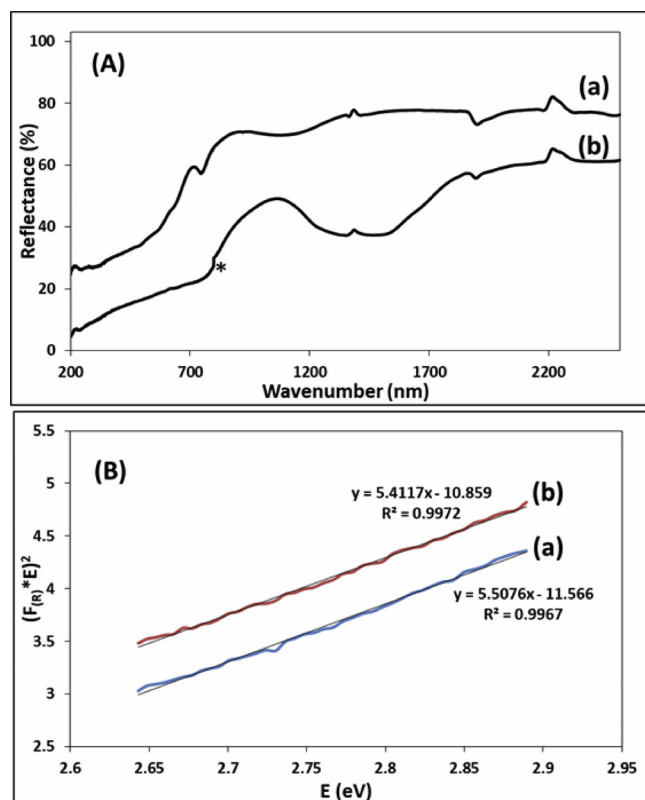 (A)
100
80
60
40
20
0
Reflectance (%)
(a)
(b)
*
200 700 1200 1700 2200
Wavenumber (nm)
(B)
5.5
5
4.5
4
3.5
3
2.5
(F(R)*E)²
y = 5.4117x - 10.859
R² = 0.9972
(b)
(a)
y = 5.5076x - 11.566
R² = 0.9967
2.6 2.65 2.7 2.75 2.8 2.85 2.9 2.95
E (eV)